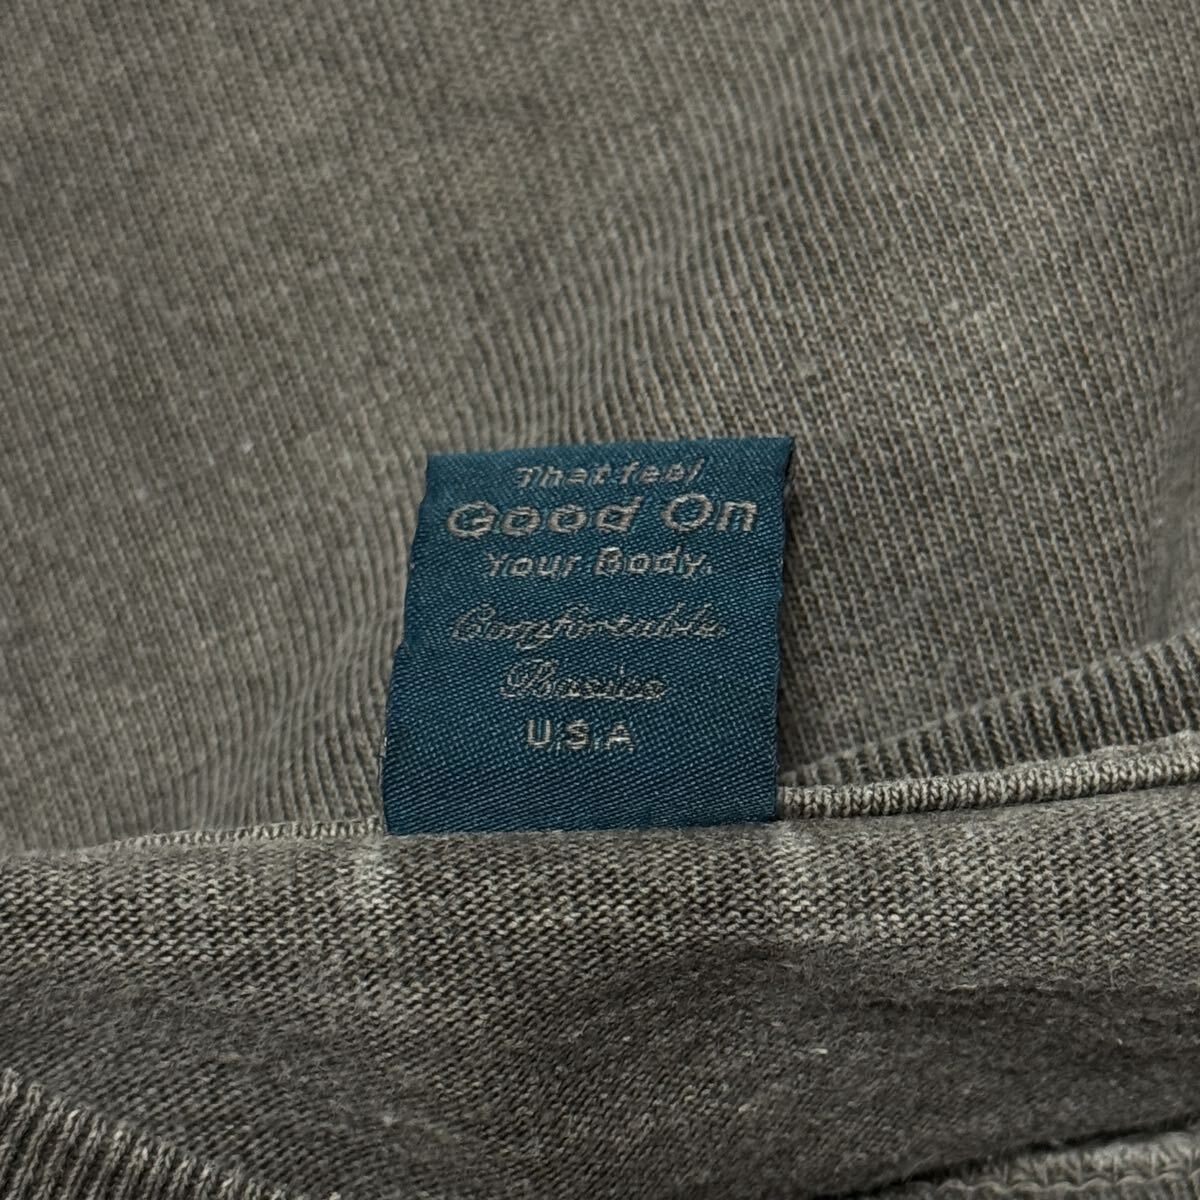 That feel
Good On
Your Body.
Comfortable
Basics
U.S.A